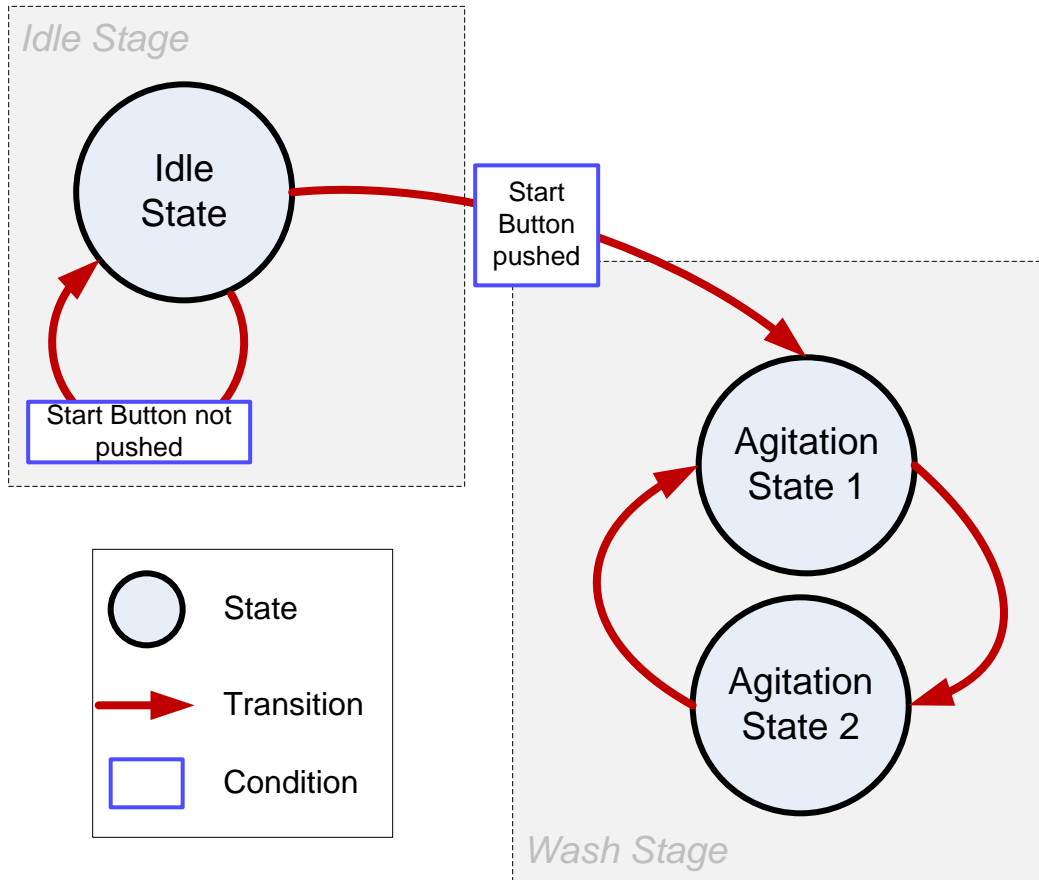 Idle Stage
Idle
State
Start
Button
pushed
Start Button not
pushed
Agitation
State 1
Agitation
State 2
State
Transition
Condition
Wash Stage